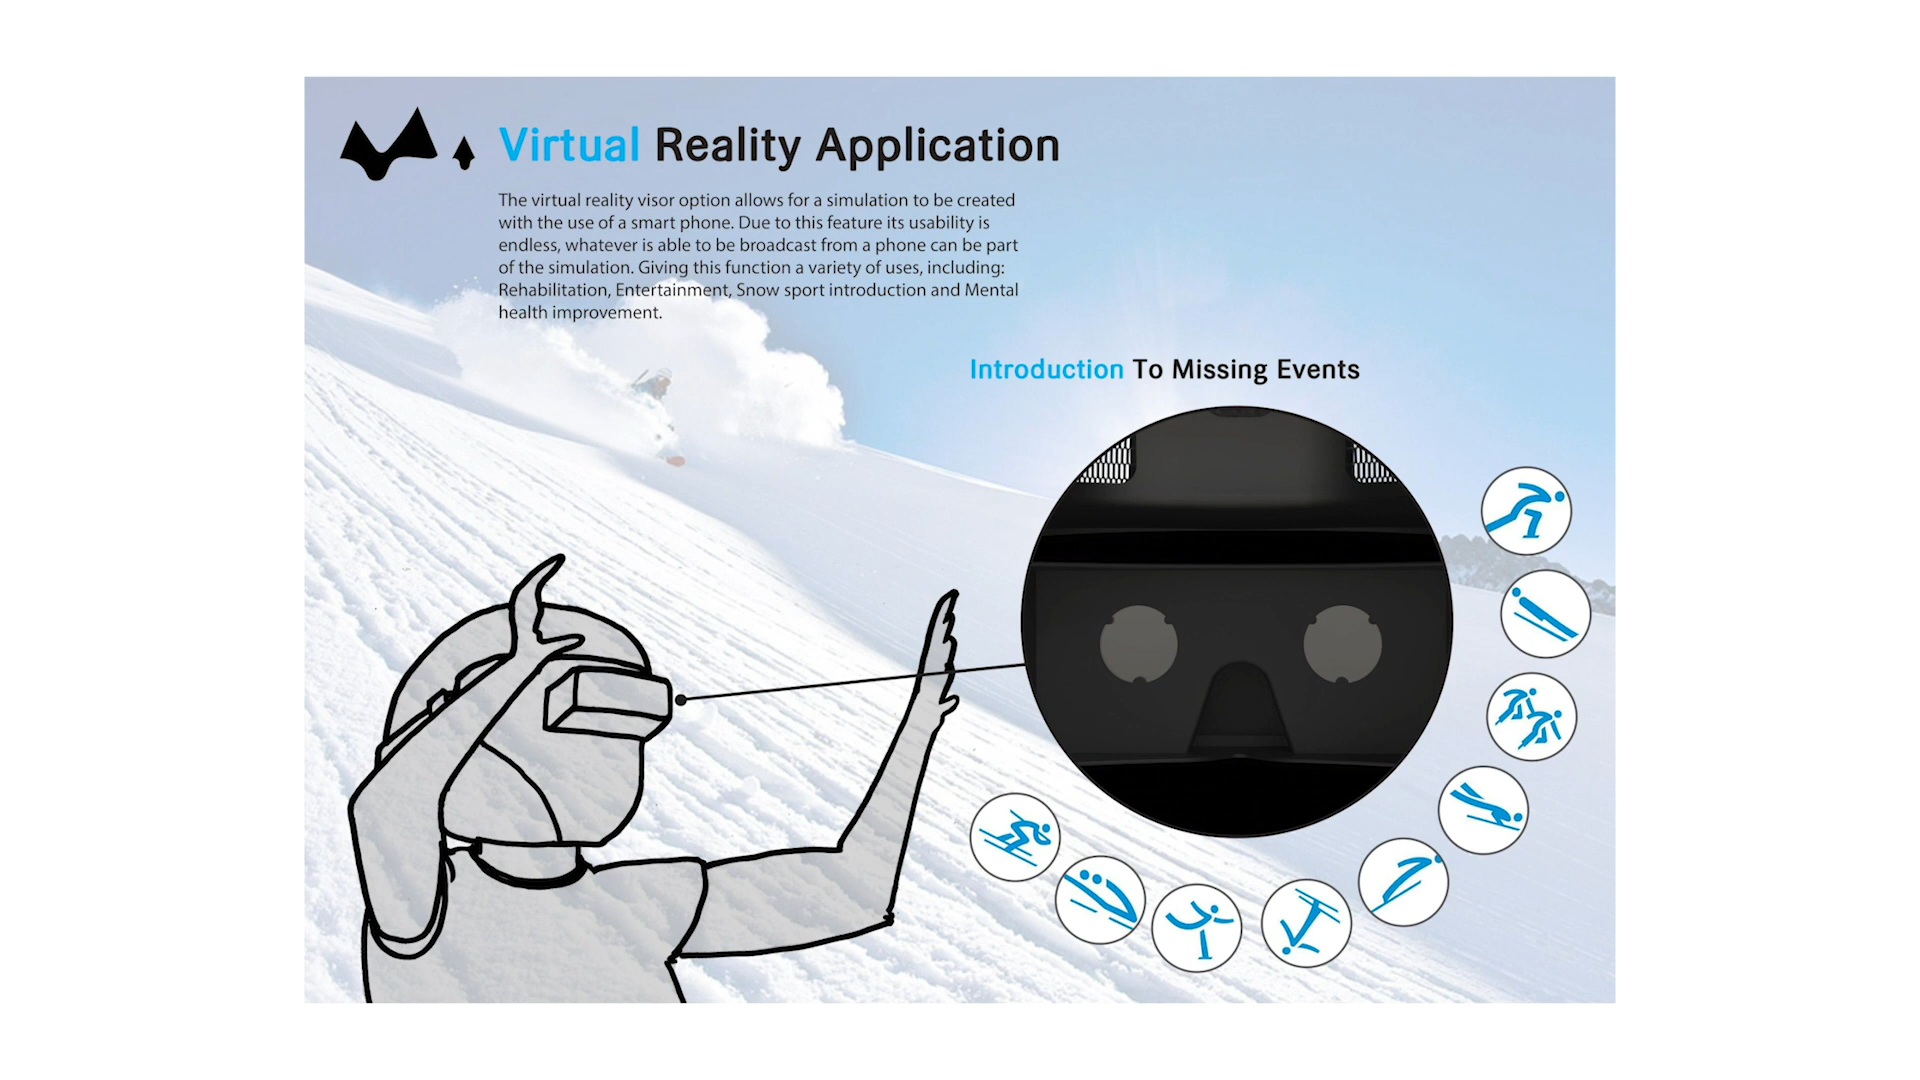 Virtual Reality Application
The virtual reality visor option allows for a simulation to be created
with the use of a smart phone. Due to this feature its usability is
endless, whatever is able to be broadcast from a phone can be part
of the simulation. Giving this function a variety of uses, including:
Rehabilitation, Entertainment, Snow sport introduction and Mental
health improvement.
Introduction To Missing Events